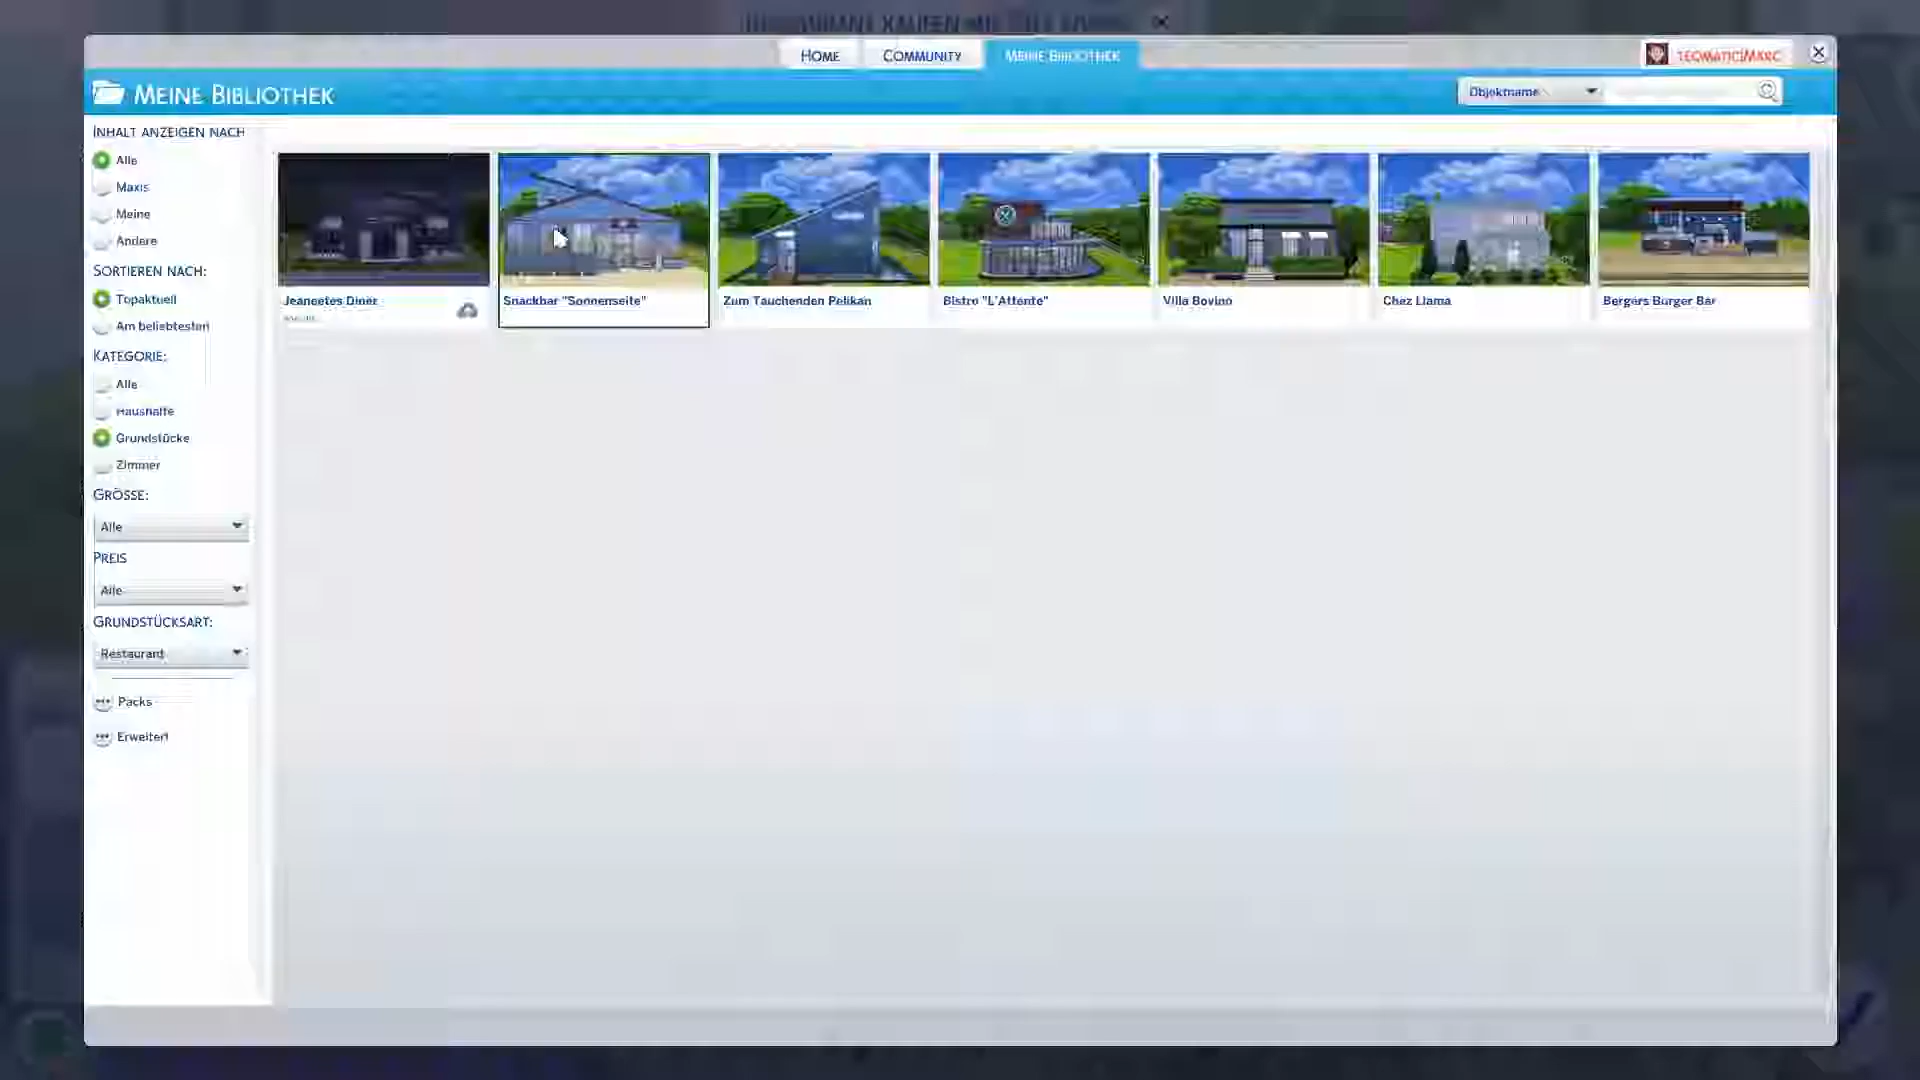 HOME
COMMUNITY
MEINE BIBLIOTHEK
MEINE BIBLIOTHEK
Objektname
INHALT ANZEIGEN NACH
Alle
Maxis
Meine
Andere
SORTIEREN NACH:
Topaktuell
Am beliebtesten
KATEGORIE:
Alle
Haushalte
Grundstücke
Zimmer
GRÖSSE:
Alle
PREIS
Alle
GRUNDSTÜCKSART:
Restaurant
Packs
Erweitert
Diner
Snackbar "Sonnenseite"
Zum Tauchenden Pelikan
Bistro "L'Attente"
Villa Bovino
Chez Llama
Bergers Burger Bar